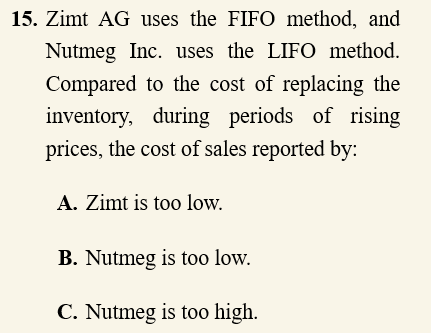 15. Zimt AG uses the FIFO method, and
Nutmeg Inc. uses the LIFO method.
Compared to the cost of replacing the
inventory, during periods of rising
prices, the cost of sales reported by:
A. Zimt is too low.
B. Nutmeg is too low.
C. Nutmeg is too high.